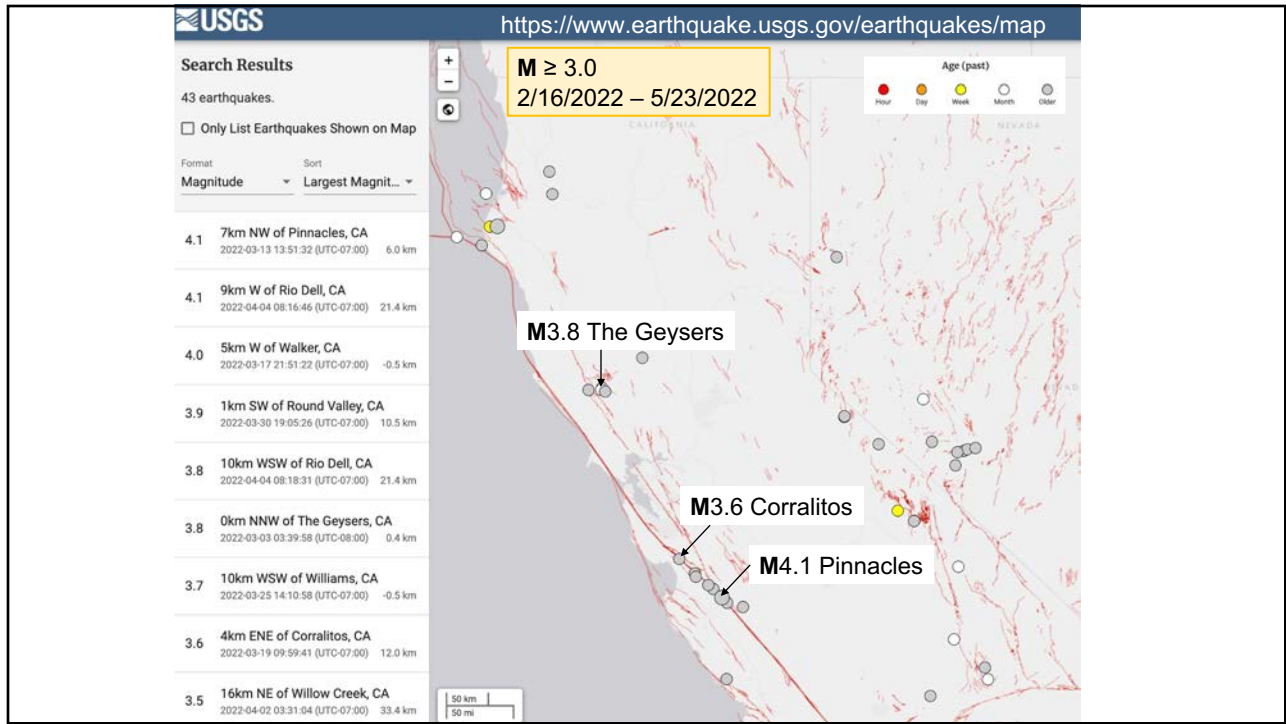 USGS
https://www.earthquake.usgs.gov/earthquakes/map
Search Results
43 earthquakes.
Only List Earthquakes Shown on Map
Format
Magnitude
Sort
Largest Magnit...
4.1
7km NW of Pinnacles, CA
2022-03-13 13:51:32 (UTC-07:00) 6.0 km
4.1
9km W of Rio Dell, CA
2022-04-04 08:16:46 (UTC-07:00) 21.4 km
4.0
5km W of Walker, CA
2022-03-17 21:51:22 (UTC-07:00) -0.5 km
3.9
1km SW of Round Valley, CA
2022-03-30 19:05:26 (UTC-07:00) 10.5 km
3.8
10km WSW of Rio Dell, CA
2022-04-04 08:18:31 (UTC-07:00) 21.4 km
3.8
0km NNW of The Geysers, CA
2022-03-03 03:39:58 (UTC-08:00) 0.4 km
3.7
10km WSW of Williams, CA
2022-03-25 14:10:58 (UTC-07:00) -0.5 km
3.6
4km ENE of Corralitos, CA
2022-03-19 09:59:41 (UTC-07:00) 12.0 km
3.5
16km NE of Willow Creek, CA
2022-04-02 03:31:04 (UTC-07:00) 33.4 km
+
−
M ≥ 3.0
2/16/2022 – 5/23/2022
Age (past)
Hour Day Week Month Older
CALIFORNIA
NEVADA
M3.8 The Geysers
M3.6 Corralitos
M4.1 Pinnacles
50 km
50 mi